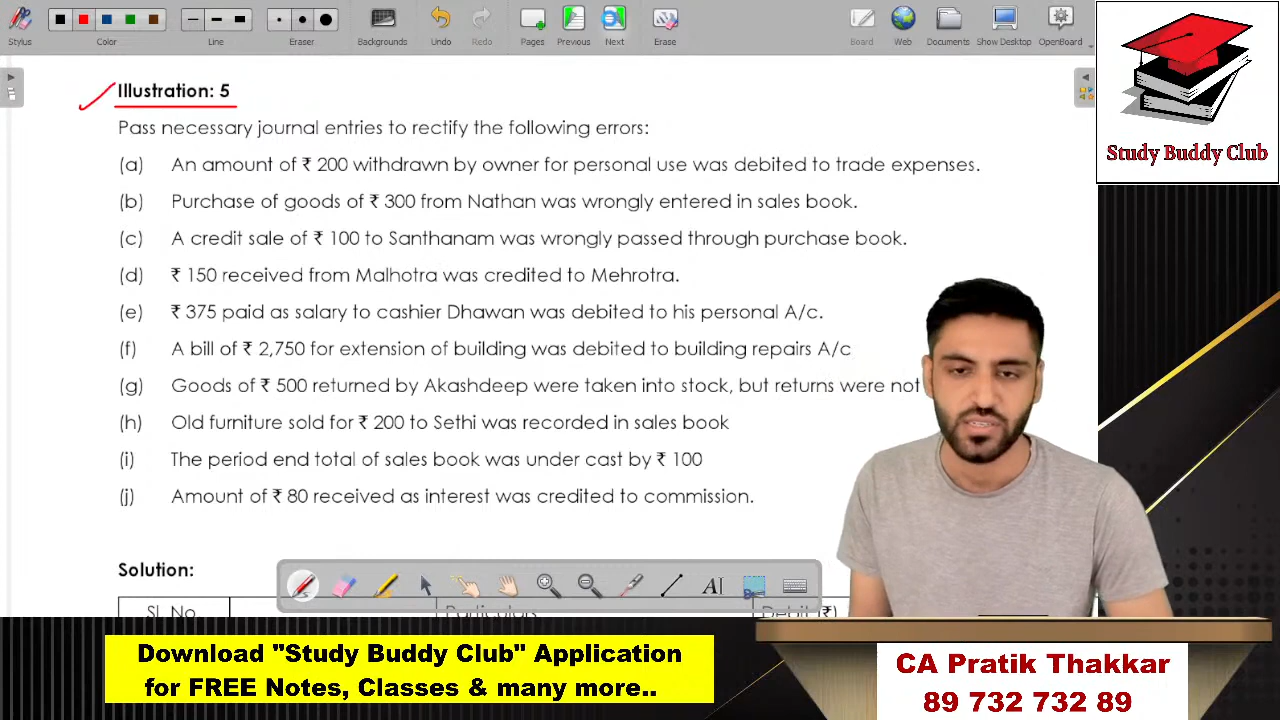 Stylus
Color
Line
Eraser
Backgrounds
Undo
Redo
Pages
Previous
Next
Erase
Board
Web
Documents
Show Desktop
OpenBoard
Study Buddy Club
Illustration: 5
Pass necessary journal entries to rectify the following errors:
(a) An amount of ₹ 200 withdrawn by owner for personal use was debited to trade expenses.
(b) Purchase of goods of ₹ 300 from Nathan was wrongly entered in sales book.
(c) A credit sale of ₹ 100 to Santhanam was wrongly passed through purchase book.
(d) ₹ 150 received from Malhotra was credited to Mehrotra.
(e) ₹ 375 paid as salary to cashier Dhawan was debited to his personal A/c.
(f) A bill of ₹ 2,750 for extension of building was debited to building repairs A/c
(g) Goods of ₹ 500 returned by Akashdeep were taken into stock, but returns were not
(h) Old furniture sold for ₹ 200 to Sethi was recorded in sales book
(i) The period end total of sales book was under cast by ₹ 100
(j) Amount of ₹ 80 received as interest was credited to commission.
Solution:
AI
Sl. No. Particulars Debit (₹)
Download "Study Buddy Club" Application
for FREE Notes, Classes & many more..
CA Pratik Thakkar
89 732 732 89